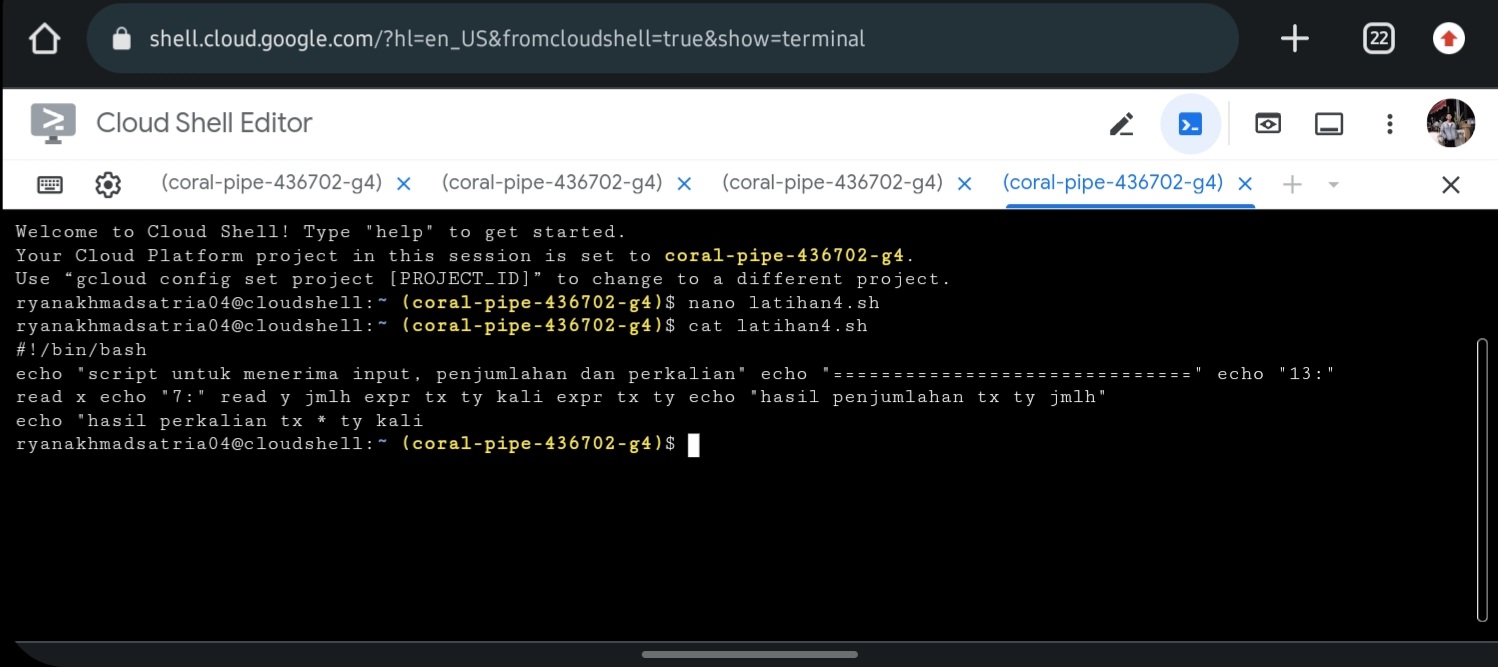 shell.cloud.google.com/?hl=en_US&fromcloudshell=true&show=terminal
22
Cloud Shell Editor
(coral-pipe-436702-g4) (coral-pipe-436702-g4) (coral-pipe-436702-g4) (coral-pipe-436702-g4)
Welcome to Cloud Shell! Type "help" to get started.
Your Cloud Platform project in this session is set to coral-pipe-436702-g4.
Use “gcloud config set project [PROJECT_ID]” to change to a different project.
ryanakhmadsatria04@cloudshell:~ (coral-pipe-436702-g4)$ nano latihan4.sh
ryanakhmadsatria04@cloudshell:~ (coral-pipe-436702-g4)$ cat latihan4.sh
#!/bin/bash
echo "script untuk menerima input, penjumlahan dan perkalian" echo "==============================" echo "13:"
read x echo "7:" read y jmlh expr tx ty kali expr tx ty echo "hasil penjumlahan tx ty jmlh"
echo "hasil perkalian tx * ty kali
ryanakhmadsatria04@cloudshell:~ (coral-pipe-436702-g4)$